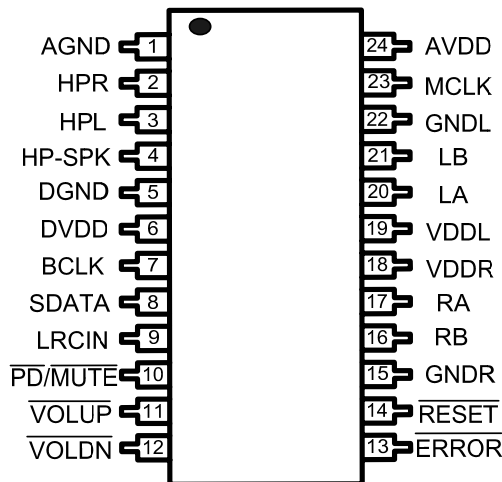 AGND 1 24 AVDD
HPR 2 23 MCLK
HPL 3 22 GNDL
HP-SPK 4 21 LB
DGND 5 20 LA
DVDD 6 19 VDDL
BCLK 7 18 VDDR
SDATA 8 17 RA
LRCIN 9 16 RB
PD/MUTE 10 15 GNDR
VOLUP 11 14 RESET
VOLDN 12 13 ERROR